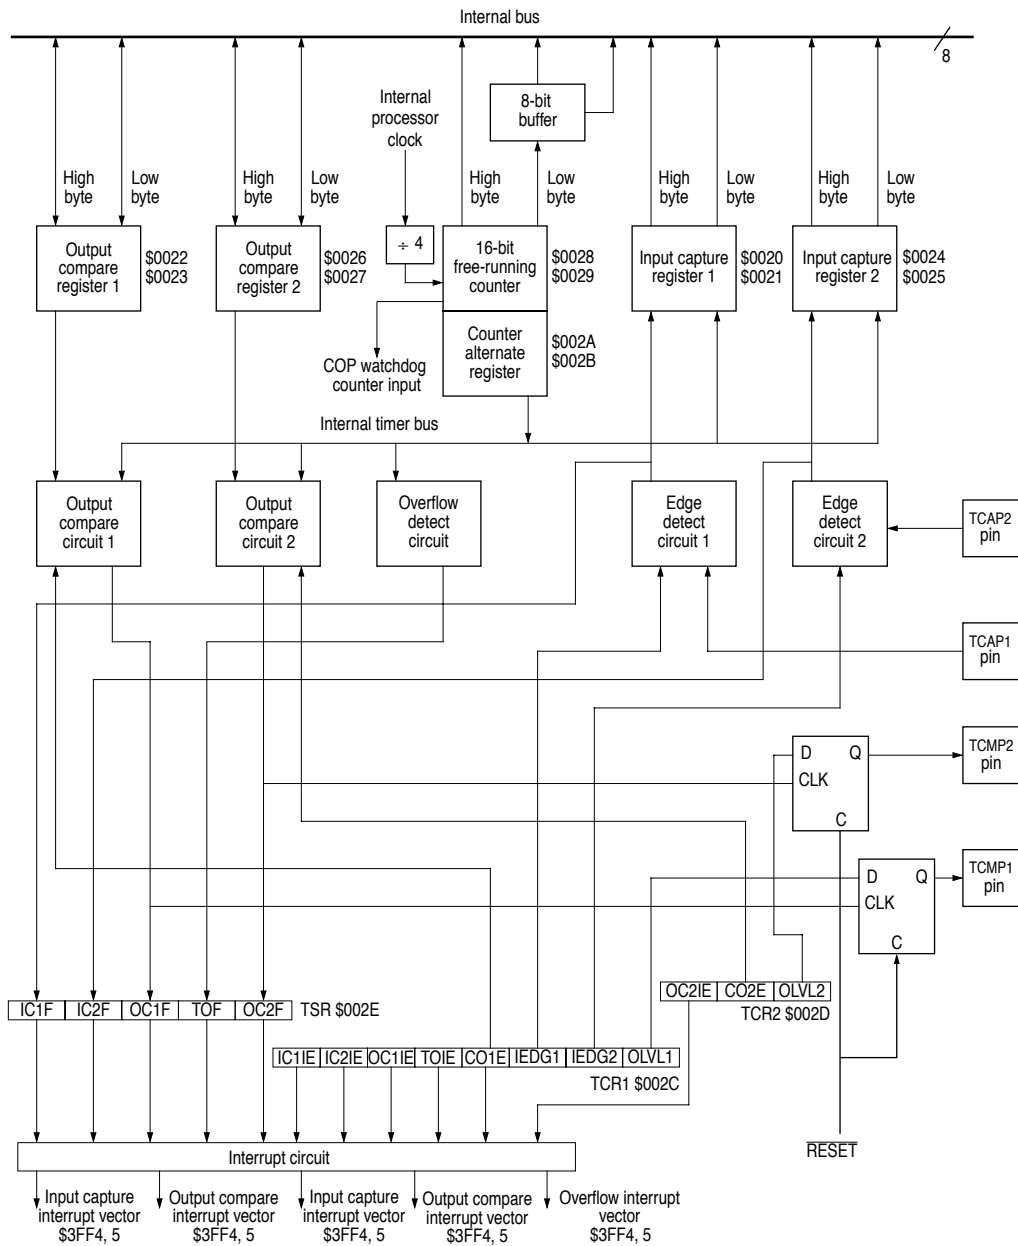 Internal bus
8
Internal
processor
clock
8-bit
buffer
High
byte
Low
byte
High
byte
Low
byte
High
byte
Low
byte
High
byte
Low
byte
High
byte
Low
byte
Output
compare
register 1
$0022
$0023
Output
compare
register 2
$0026
$0027
÷ 4
16-bit
free-running
counter
$0028
$0029
Input capture
register 1
$0020
$0021
Input capture
register 2
$0024
$0025
Counter
alternate
register
$002A
$002B
COP watchdog
counter input
Internal timer bus
Output
compare
circuit 1
Output
compare
circuit 2
Overflow
detect
circuit
Edge
detect
circuit 1
Edge
detect
circuit 2
TCAP2
pin
TCAP1
pin
D
Q
CLK
C
TCMP2
pin
D
Q
CLK
C
TCMP1
pin
IC1F IC2F OC1F TOF OC2F
TSR $002E
OC2IE CO2E OLVL2
TCR2 $002D
IC1IE IC2IE OC1IE TOIE CO1E IEDG1 IEDG2 OLVL1
TCR1 $002C
RESET
Interrupt circuit
Input capture
interrupt vector
$3FF4, 5
Output compare
interrupt vector
$3FF4, 5
Input capture
interrupt vector
$3FF4, 5
Output compare
interrupt vector
$3FF4, 5
Overflow interrupt
vector
$3FF4, 5